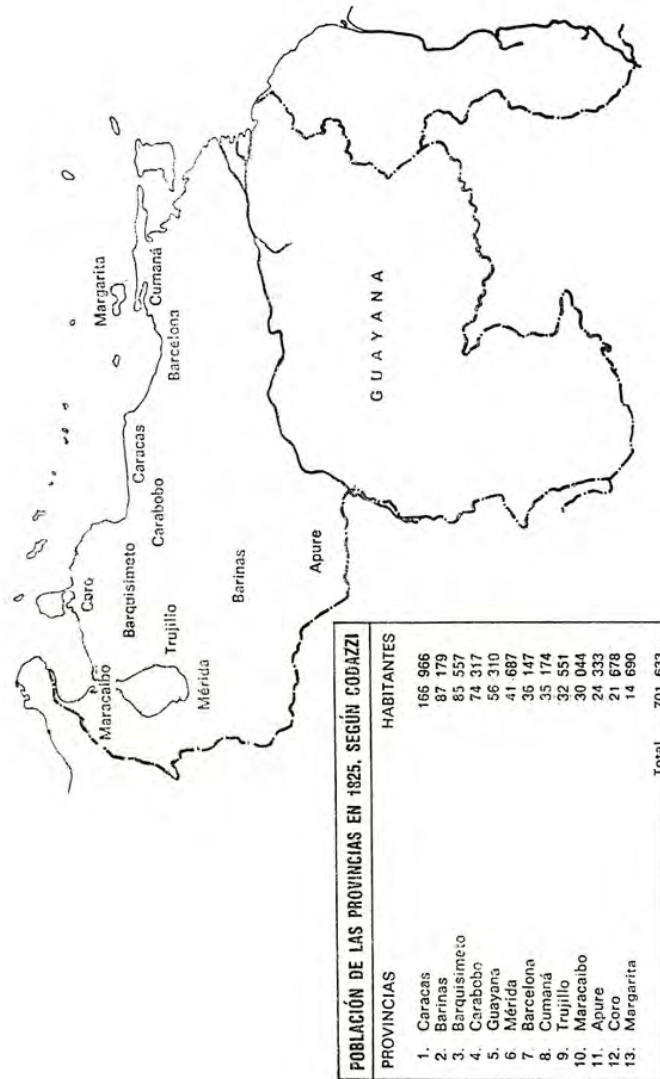 Margarita
Cumaná
Barcelona
Caracas
Carabobo
Coro
Barquisimeto
Maracaibo
Trujillo
Mérida
Barinas
Apure
GUAYANA
POBLACIÓN DE LAS PROVINCIAS EN 1825, SEGÚN CODAZZI
PROVINCIAS HABITANTES
1. Caracas 166 966
2. Barinas 87 179
3. Barquisimeto 85 557
4. Carabobo 74 317
5. Guayana 56 310
6. Mérida 41 687
7. Barcelona 36 147
8. Cumaná 35 174
9. Trujillo 32 551
10. Maracaibo 30 044
11. Apure 24 333
12. Coro 21 678
13. Margarita 14 690
Total 701 633